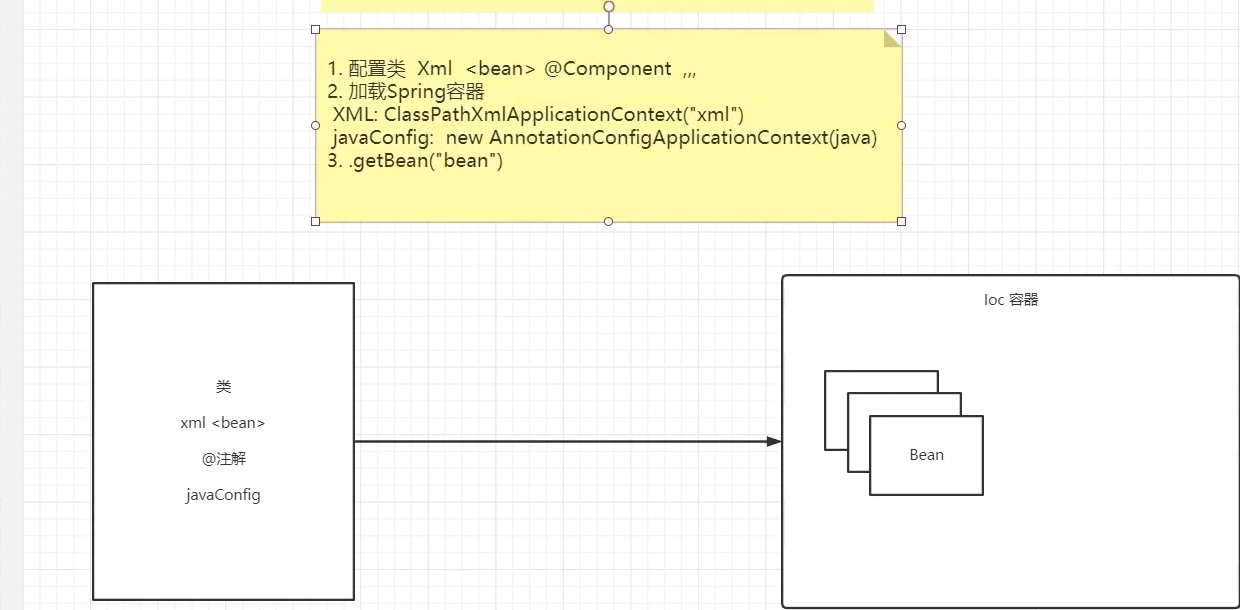 1. 配置类 Xml <bean> @Component ,,,
2. 加载Spring容器
XML: ClassPathXmlApplicationContext("xml")
javaConfig: new AnnotationConfigApplicationContext(java)
3. .getBean("bean")
Ioc 容器
类
xml <bean>
@注解
javaConfig
Bean